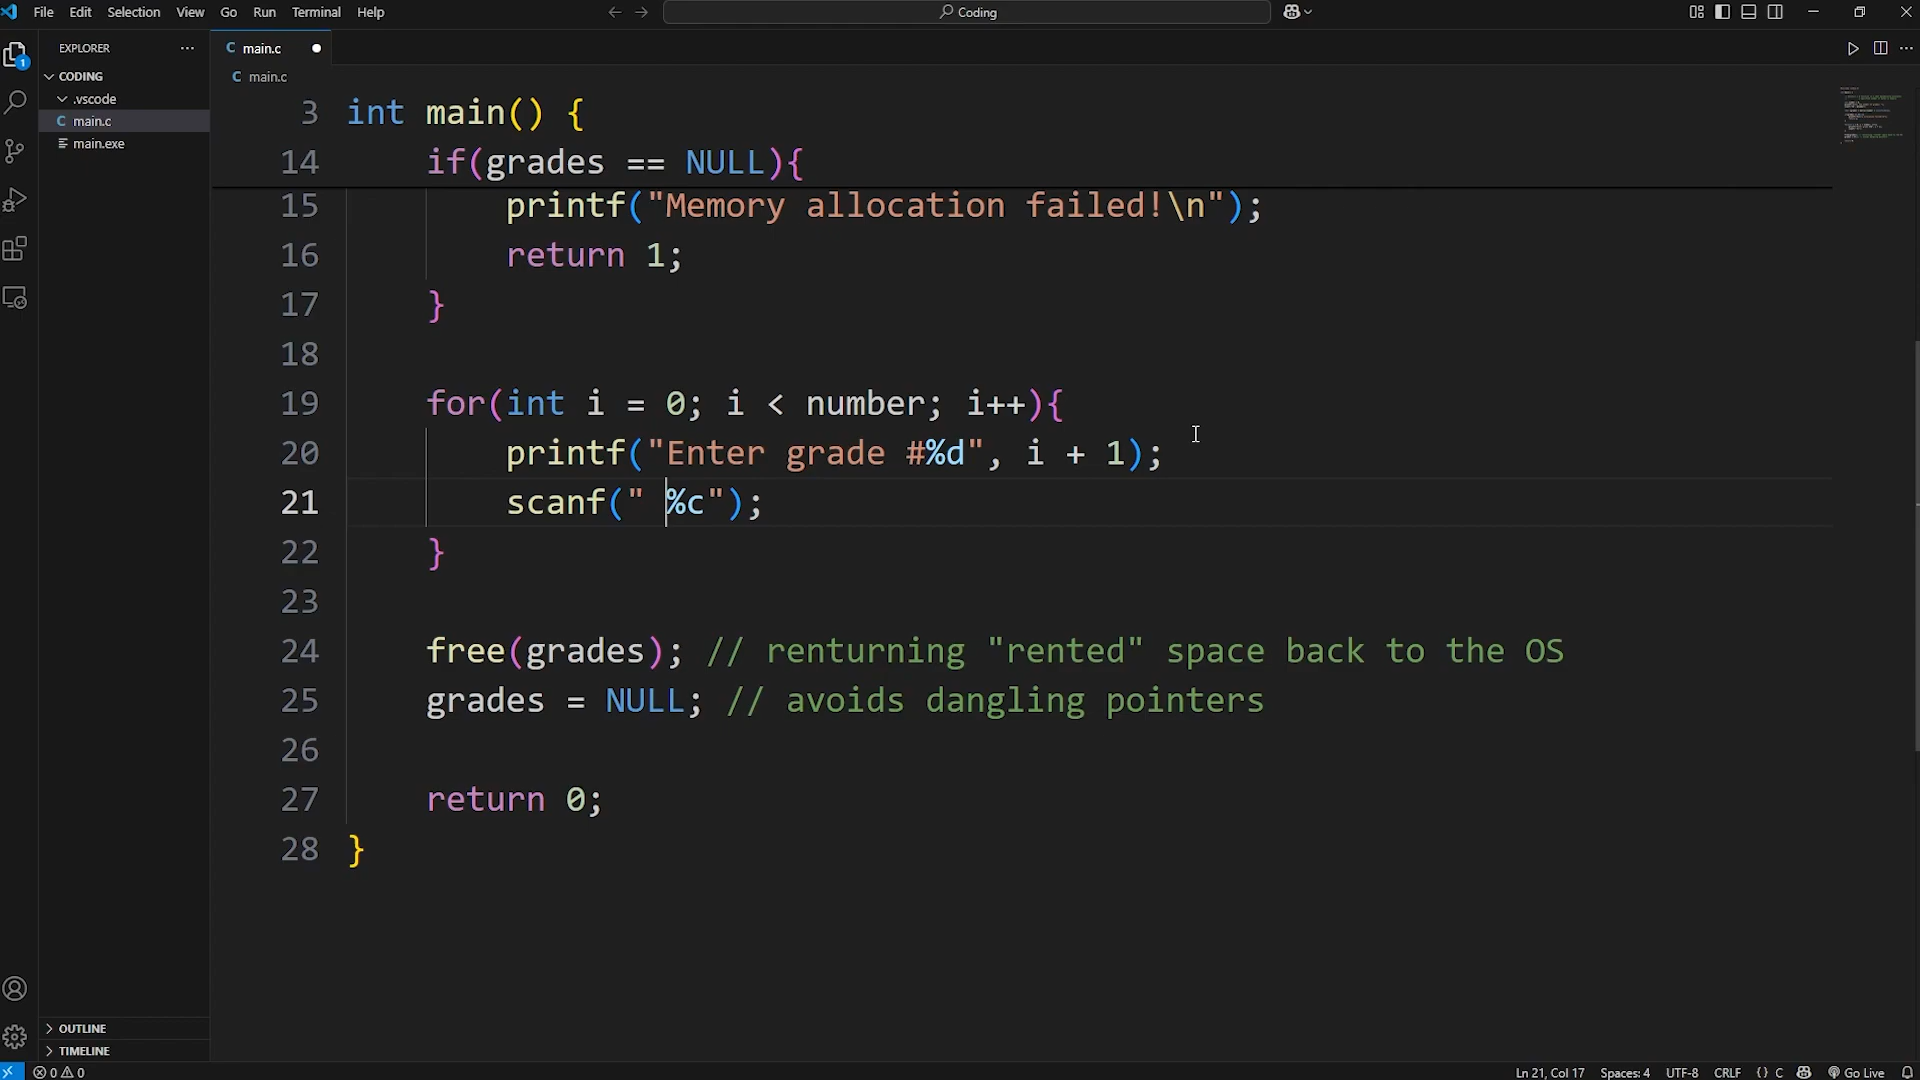 File Edit Selection View Go Run Terminal Help
Coding
EXPLORER
main.c
CODING
main.c
.vscode
main.c
main.exe
3 int main() {
14 if(grades == NULL){
15 printf("Memory allocation failed!\n");
16 return 1;
17 }
18
19 for(int i = 0; i < number; i++){
20 printf("Enter grade #%d", i + 1);
21 scanf(" %c");
22 }
23
24 free(grades); // renturning "rented" space back to the OS
25 grades = NULL; // avoids dangling pointers
26
27 return 0;
28 }
1
OUTLINE
TIMELINE
0 0 Ln 21, Col 17 Spaces: 4 UTF-8 CRLF {} C Go Live